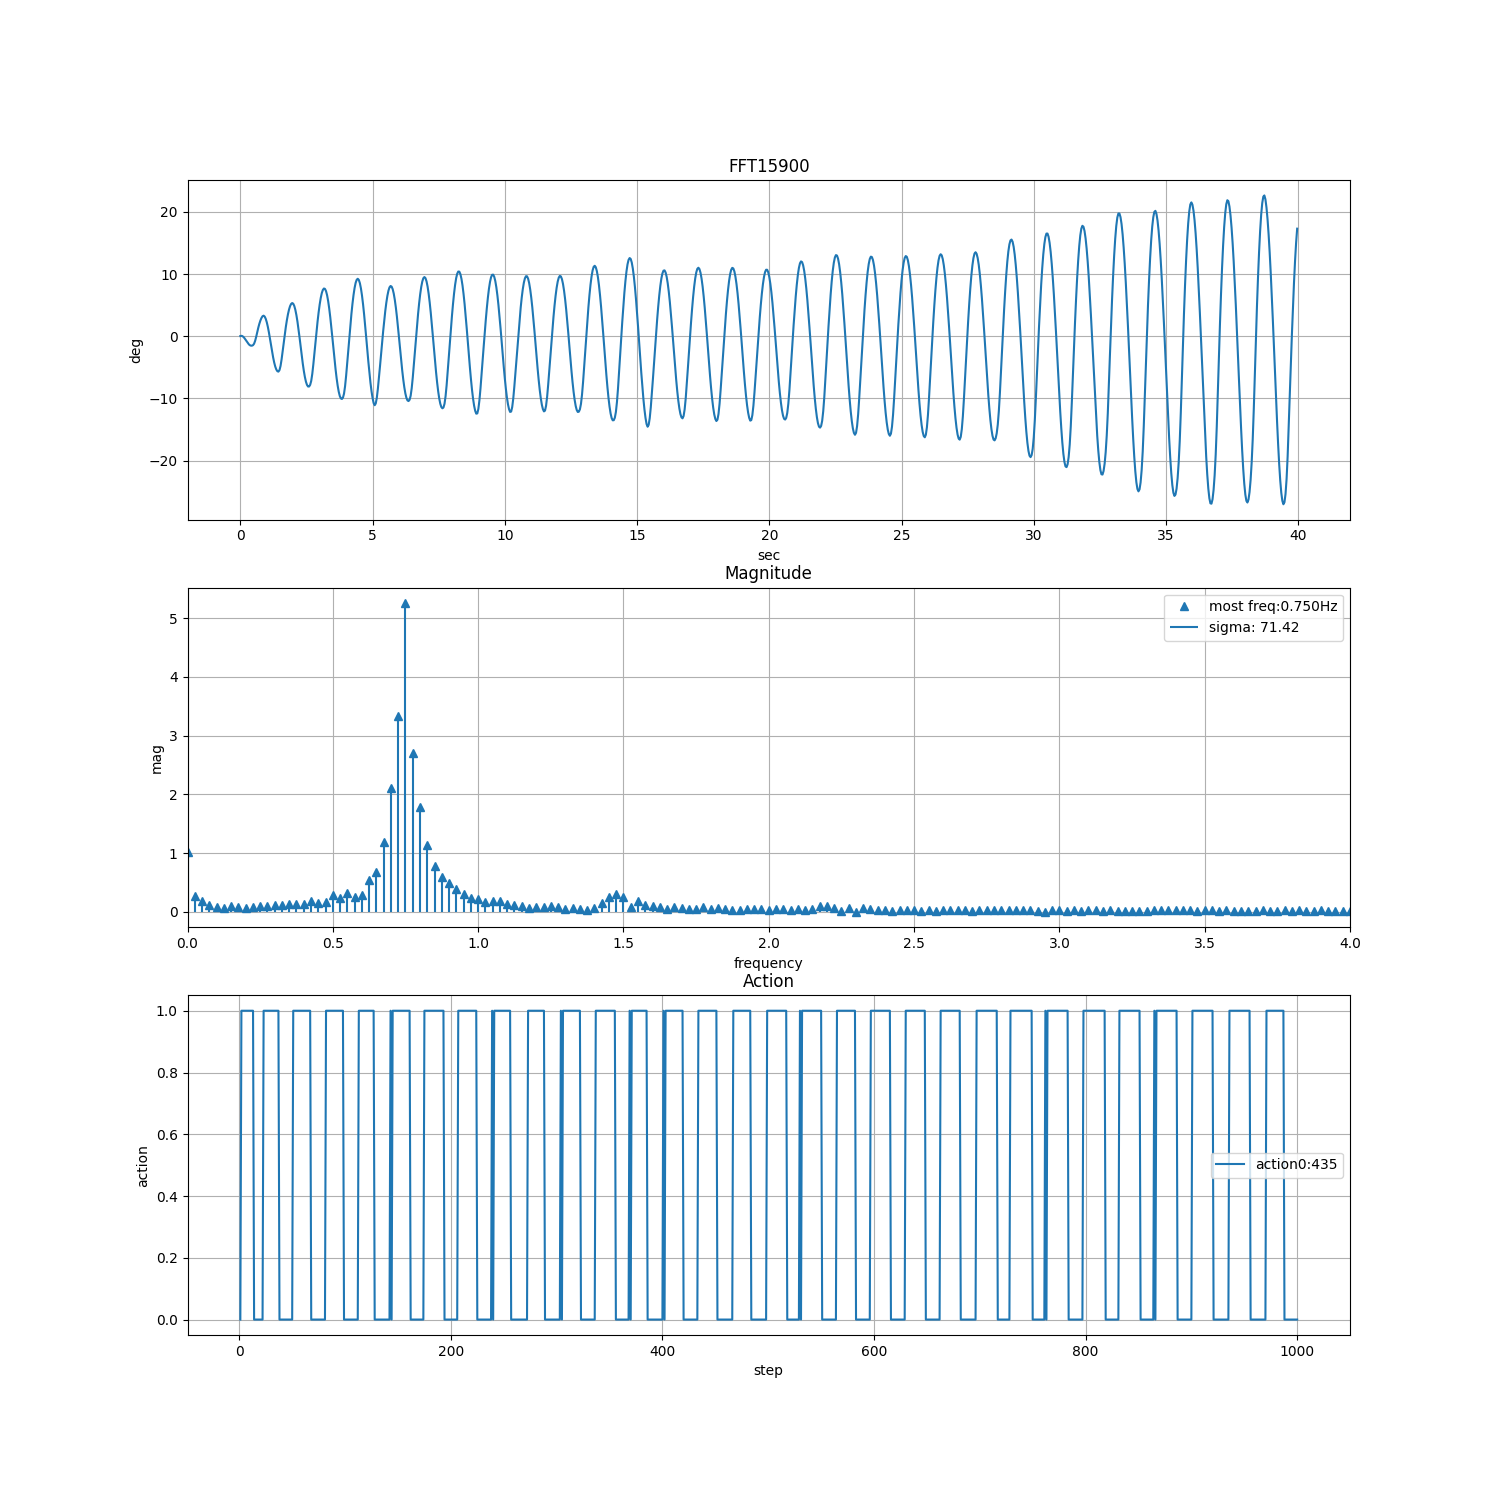 FFT15900
20
10
0
−10
−20
deg
0 5 10 15 20 25 30 35 40
sec
Magnitude
most freq:0.750Hz
sigma: 71.42
5
4
3
2
1
0
mag
0.0 0.5 1.0 1.5 2.0 2.5 3.0 3.5 4.0
frequency
Action
1.0
0.8
0.6
0.4
0.2
0.0
action
action0:435
0 200 400 600 800 1000
step